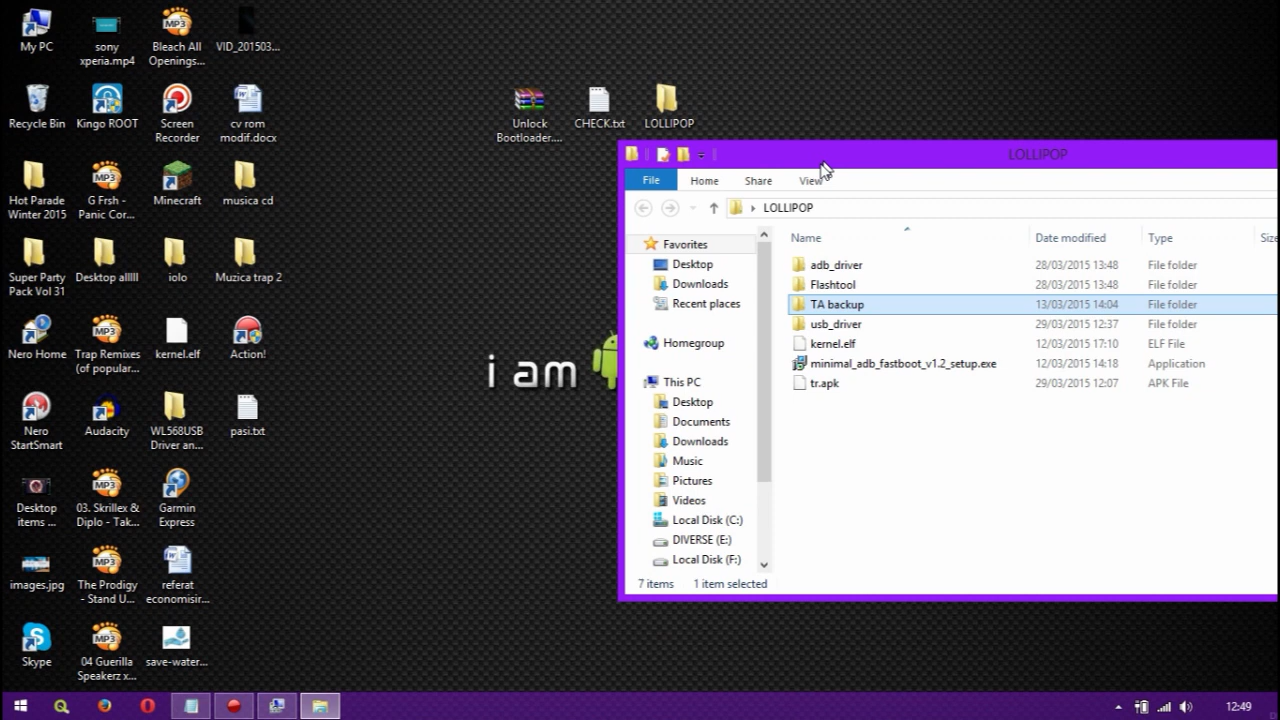 My PC
sony
xperia.mp4
Bleach All
Openings...
VID_201503...
Recycle Bin
Kingo ROOT
Screen
Recorder
cv rom
modif.docx
Unlock
Bootloader....
CHECK.txt
LOLLIPOP
Hot Parade
Winter 2015
G Frsh -
Panic Cor...
Minecraft
musica cd
Super Party
Pack Vol 31
Desktop alllll
iolo
Muzica trap 2
Nero Home
Trap Remixes
(of popular...
kernel.elf
Action!
Nero
StartSmart
Audacity
WL568USB
Driver an...
pasi.txt
Desktop
items ...
03. Skrillex &
Diplo - Tak...
Garmin
Express
images.jpg
The Prodigy
- Stand U...
referat
economisir...
Skype
04 Guerilla
Speakerz x...
save-water...
MP3
MP3
MP3
MP3
MP3
MP3
i am
LOLLIPOP
File
Home
Share
View
LOLLIPOP
Favorites
Desktop
Downloads
Recent places
Homegroup
This PC
Desktop
Documents
Downloads
Music
Pictures
Videos
Local Disk (C:)
DIVERSE (E:)
Local Disk (F:)
Name
Date modified
Type
Size
adb_driver
28/03/2015 13:48
File folder
Flashtool
28/03/2015 13:48
File folder
TA backup
13/03/2015 14:04
File folder
usb_driver
29/03/2015 12:37
File folder
kernel.elf
12/03/2015 17:10
ELF File
minimal_adb_fastboot_v1.2_setup.exe
12/03/2015 14:18
Application
tr.apk
29/03/2015 12:07
APK File
7 items
1 item selected
12:49